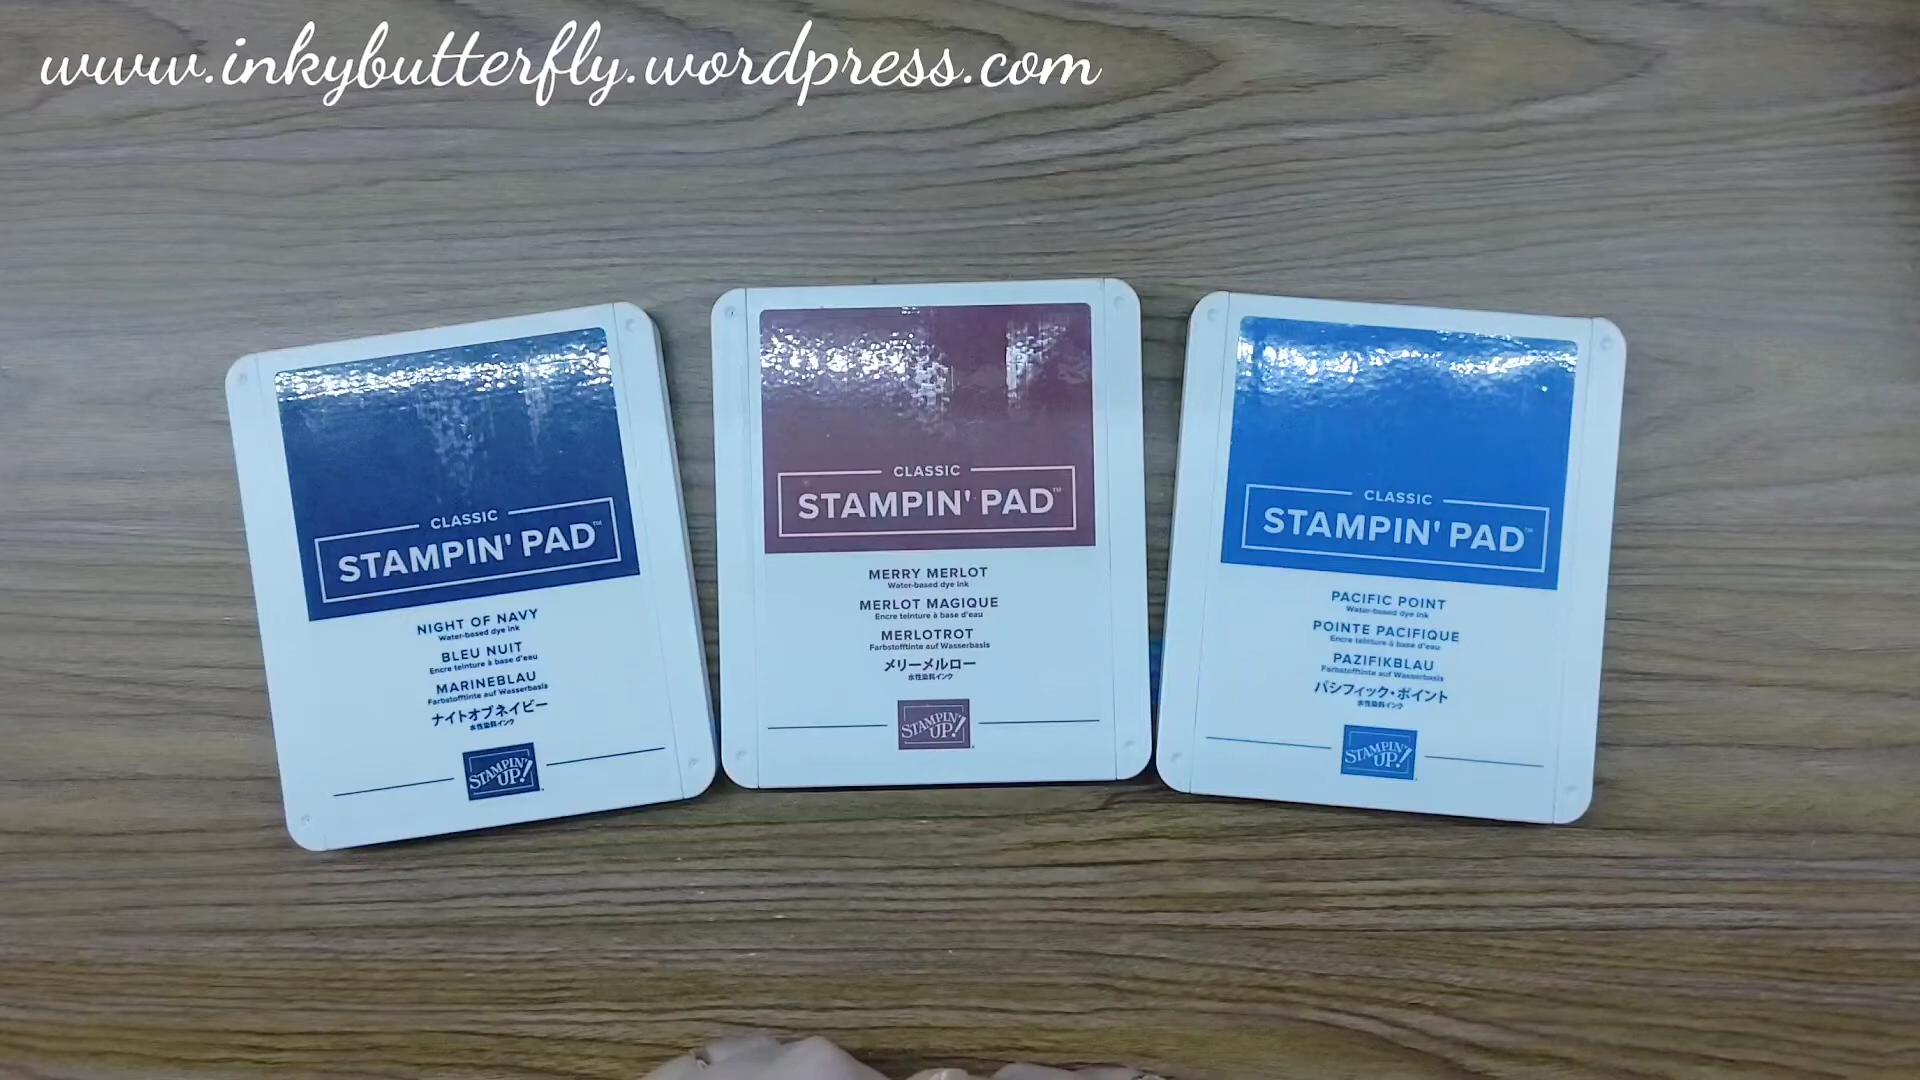 www.inkybutterfly.wordpress.com
CLASSIC
STAMPIN' PAD™
NIGHT OF NAVY
Water-based dye ink
BLEU NUIT
Encre teinture à base d'eau
MARINEBLAU
Farbstofftinte auf Wasserbasis
ナイトオブネイビー
水性染料インク
STAMPIN'
UP!
CLASSIC
STAMPIN' PAD™
MERRY MERLOT
Water-based dye ink
MERLOT MAGIQUE
Encre teinture à base d'eau
MERLOTROT
Farbstofftinte auf Wasserbasis
メリーメルロー
水性染料インク
STAMPIN'
UP!
CLASSIC
STAMPIN' PAD™
PACIFIC POINT
Water-based dye ink
POINTE PACIFIQUE
Encre teinture à base d'eau
PAZIFIKBLAU
Farbstofftinte auf Wasserbasis
パシフィック・ポイント
水性染料インク
STAMPIN'
UP!